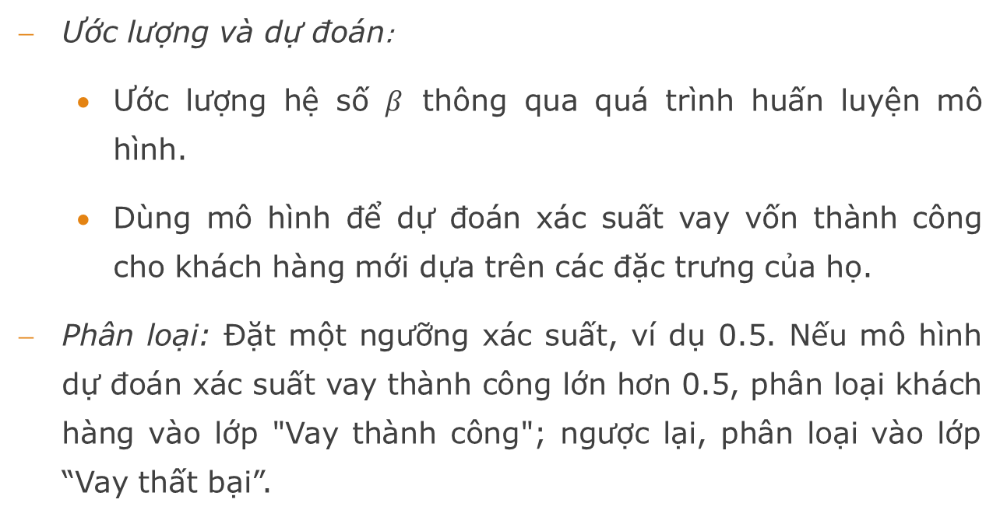 – Ước lượng và dự đoán:
• Ước lượng hệ số β thông qua quá trình huấn luyện mô
hình.
• Dùng mô hình để dự đoán xác suất vay vốn thành công
cho khách hàng mới dựa trên các đặc trưng của họ.
– Phân loại: Đặt một ngưỡng xác suất, ví dụ 0.5. Nếu mô hình
dự đoán xác suất vay thành công lớn hơn 0.5, phân loại khách
hàng vào lớp "Vay thành công"; ngược lại, phân loại vào lớp
“Vay thất bại”.